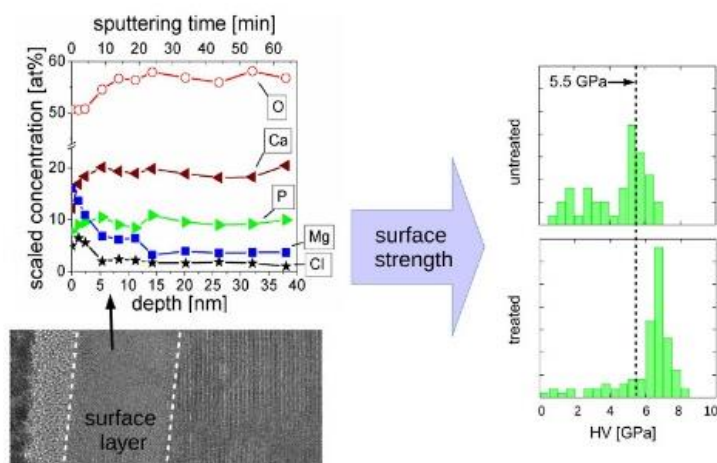 sputtering time [min]
0 10 20 30 40 50 60
scaled concentration [at%]
60
50
20
10
0
O
Ca
P
Mg
Cl
0 5 10 15 20 25 30 35 40
depth [nm]
surface
layer
surface
strength
5.5 GPa
untreated
treated
0 2 4 6 8 10
HV [GPa]